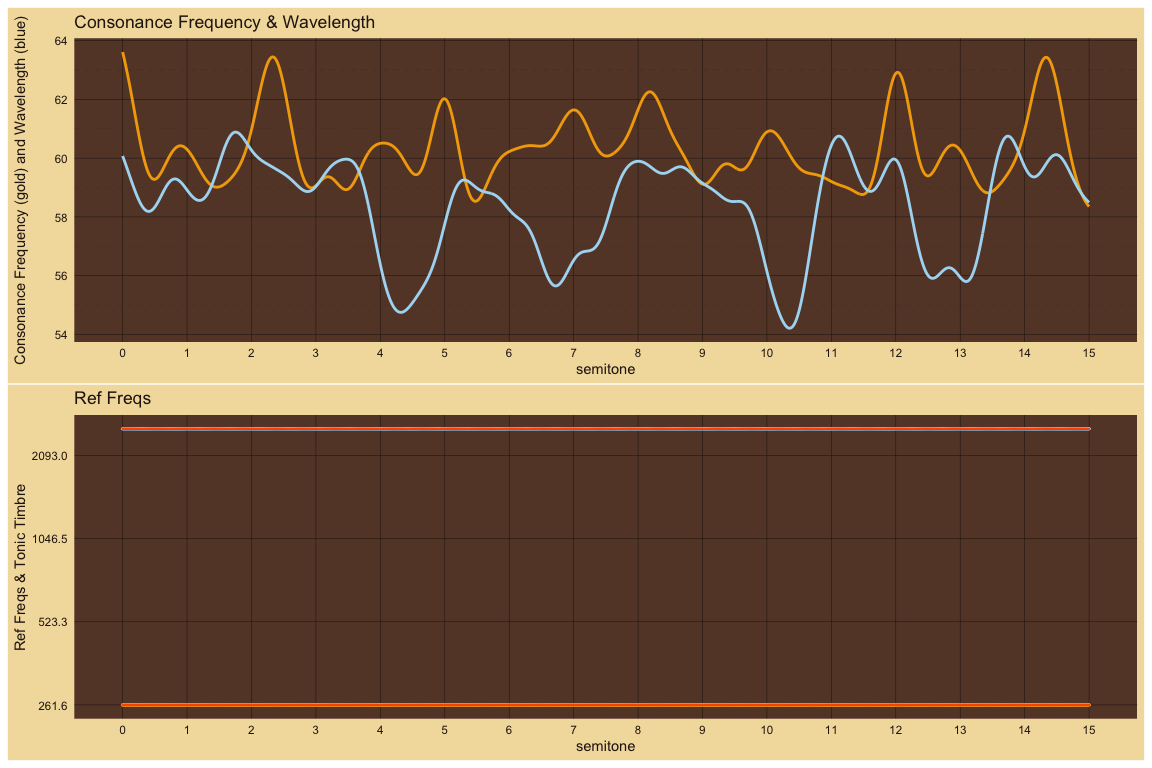 Consonance Frequency & Wavelength
Consonance Frequency (gold) and Wavelength (blue)
64
62
60
58
56
54
0 1 2 3 4 5 6 7 8 9 10 11 12 13 14 15
semitone
Ref Freqs
Ref Freqs & Tonic Timbre
2093.0
1046.5
523.3
261.6
0 1 2 3 4 5 6 7 8 9 10 11 12 13 14 15
semitone